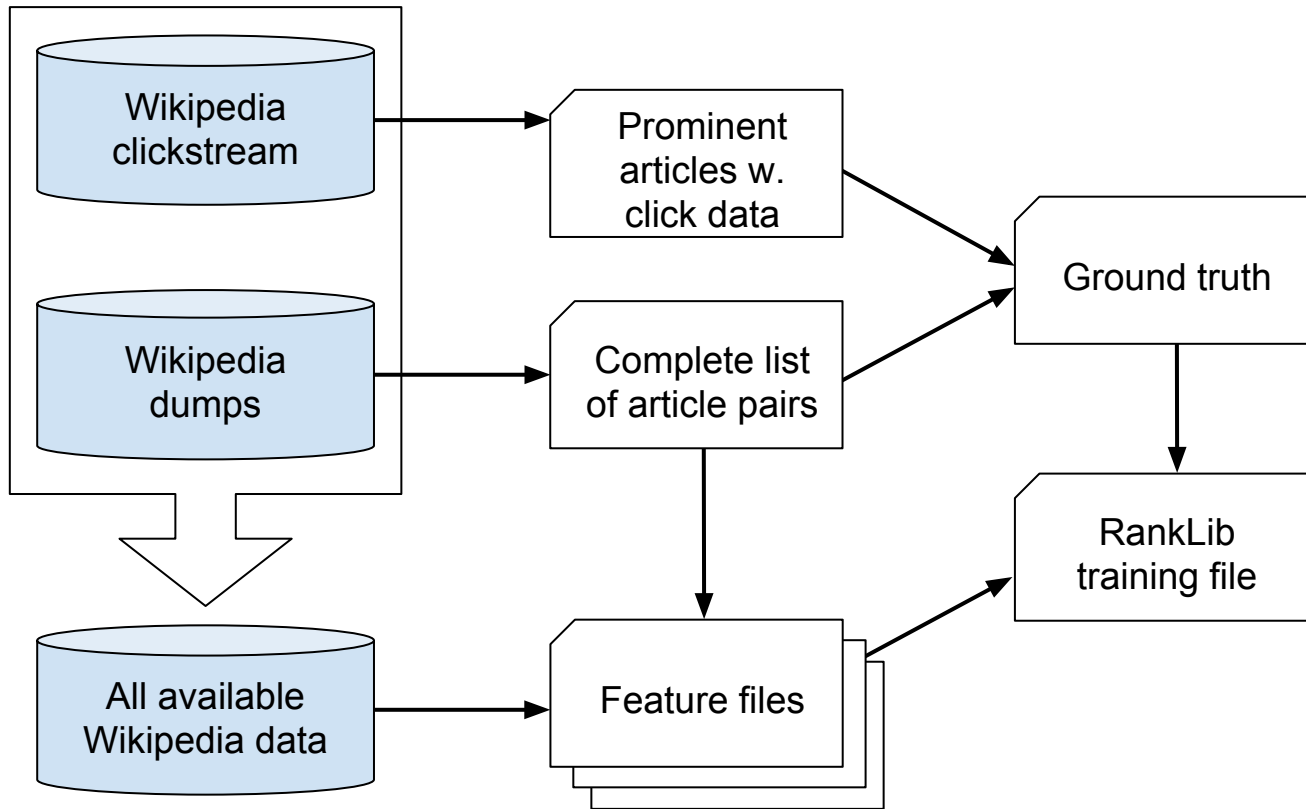 Wikipedia
clickstream
Prominent
articles w.
click data
Ground truth
Wikipedia
dumps
Complete list
of article pairs
RankLib
training file
All available
Wikipedia data
Feature files